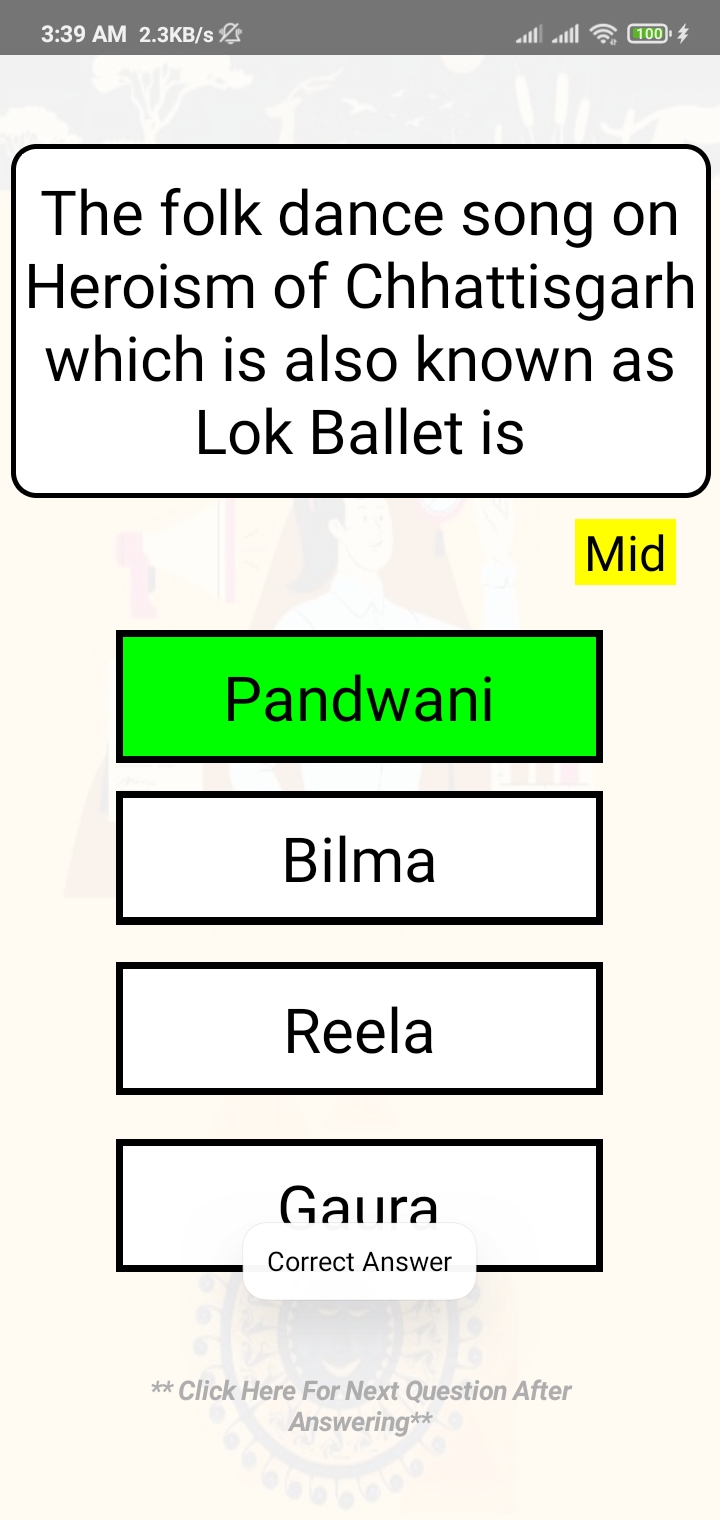 3:39 AM 2.3KB/s 100
The folk dance song on
Heroism of Chhattisgarh
which is also known as
Lok Ballet is
Mid
Pandwani
Bilma
Reela
Gaura
Correct Answer
** Click Here For Next Question After
Answering**